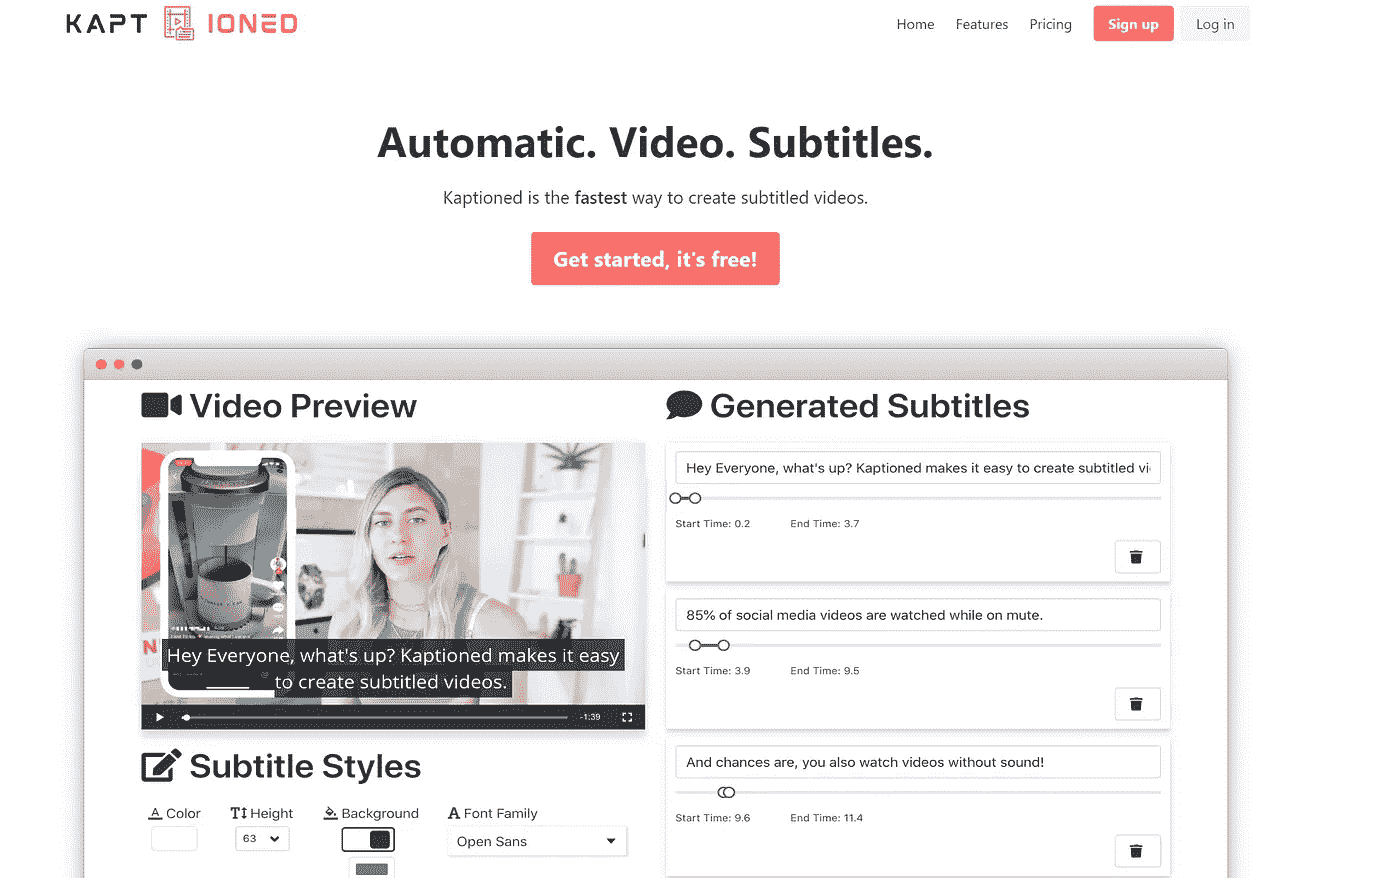 KAPTIONED
Home
Features
Pricing
Sign up
Log in
Automatic. Video. Subtitles.
Kaptioned is the fastest way to create subtitled videos.
Get started, it's free!
Video Preview
Hey Everyone, what's up? Kaptioned makes it easy
to create subtitled videos.
-1:39
Subtitle Styles
Color
Height
Background
Font Family
63
Open Sans
Generated Subtitles
Hey Everyone, what's up? Kaptioned makes it easy to create subtitled vi
Start Time: 0.2
End Time: 3.7
85% of social media videos are watched while on mute.
Start Time: 3.9
End Time: 9.5
And chances are, you also watch videos without sound!
Start Time: 9.6
End Time: 11.4